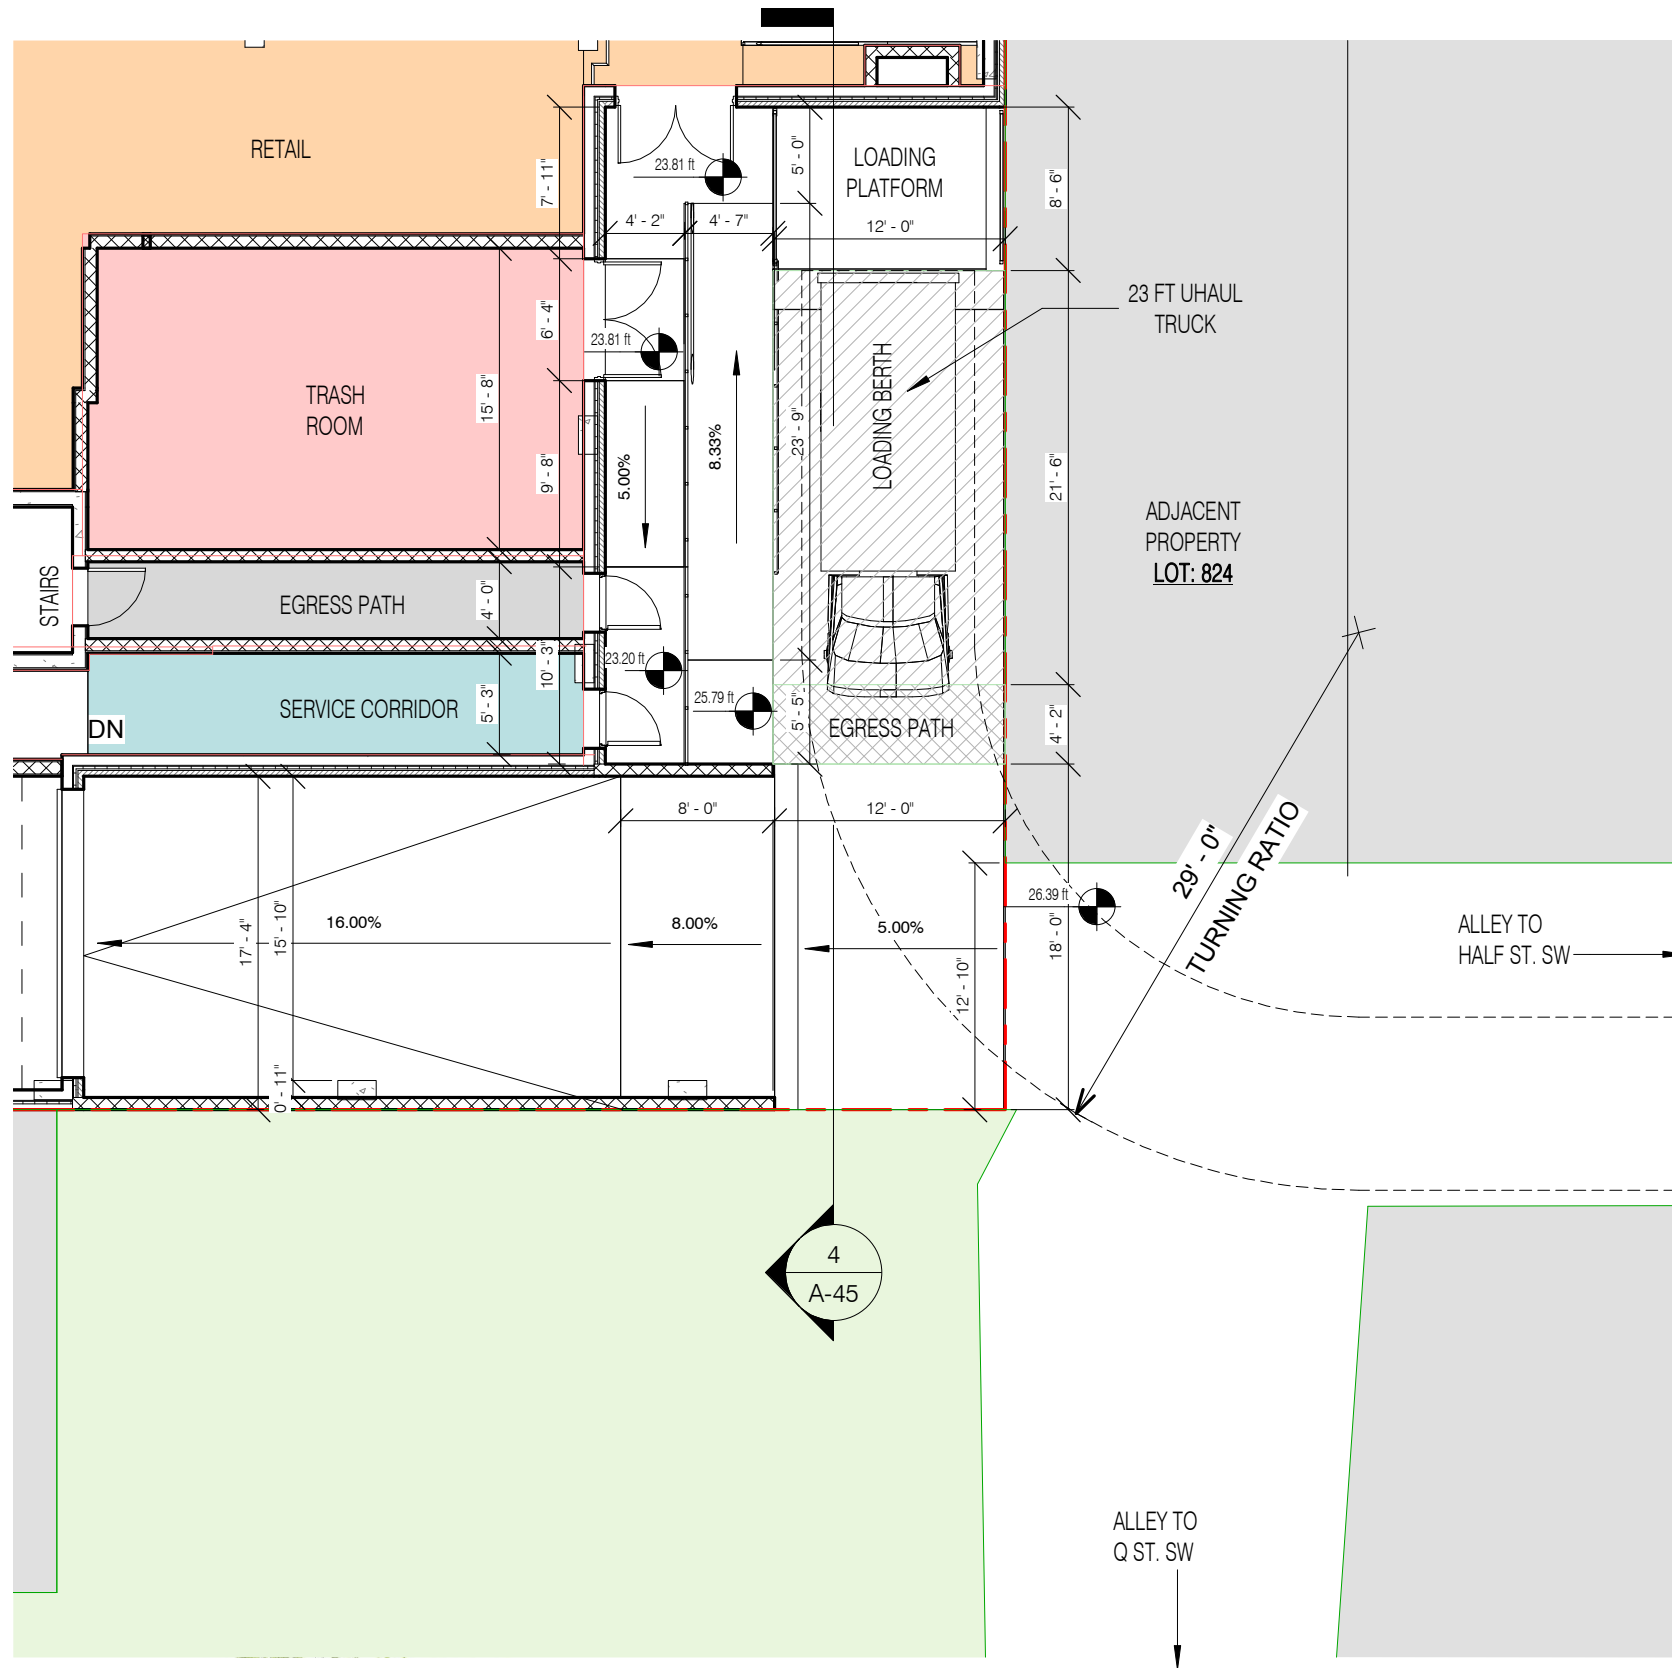 RETAIL
7' - 11"
23.81 ft
5' - 0"
LOADING
PLATFORM
8' - 6"
4' - 2"
4' - 7"
12' - 0"
23 FT UHAUL
TRUCK
6' - 4"
23.81 ft
TRASH
ROOM
15' - 8"
9' - 8"
5.00%
8.33%
23' - 9"
LOADING BERTH
21' - 6"
ADJACENT
PROPERTY
LOT: 824
STAIRS
EGRESS PATH
4' - 0"
10' - 3"
23.20 ft
SERVICE CORRIDOR
5' - 3"
DN
25.79 ft
5' - 5"
EGRESS PATH
4' - 2"
8' - 0"
12' - 0"
29' - 0"
TURNING RATIO
26.39 ft
17' - 4"
15' - 10"
16.00%
8.00%
5.00%
12' - 10"
18' - 0"
ALLEY TO
HALF ST. SW
0' - 11"
4
A-45
ALLEY TO
Q ST. SW